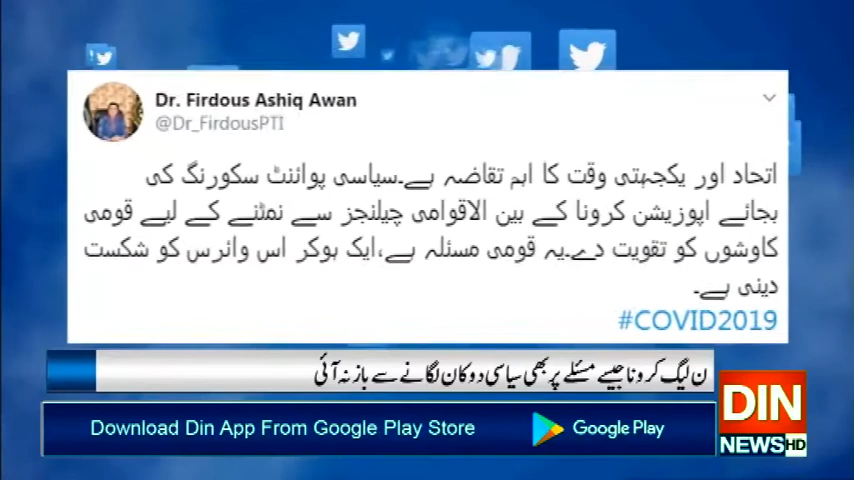 Dr. Firdous Ashiq Awan
@Dr_FirdousPTI
اتحاد اور یکجہتی وقت کا اہم تقاضہ ہے۔سیاسی پوائنٹ سکورنگ کی
بجائے اپوزیشن کرونا کے بین الاقوامی چیلنجز سے نمٹنے کے لیے قومی
کاوشوں کو تقویت دے۔یہ قومی مسئلہ ہے،ایک ہوکر اس وائرس کو شکست
دینی ہے۔
#COVID2019
ن لیگ کرونا جیسے مسئلے پر بھی سیاسی دوکان لگانے سے باز نہ آئی
Download Din App From Google Play Store
Google Play
DIN
NEWS HD